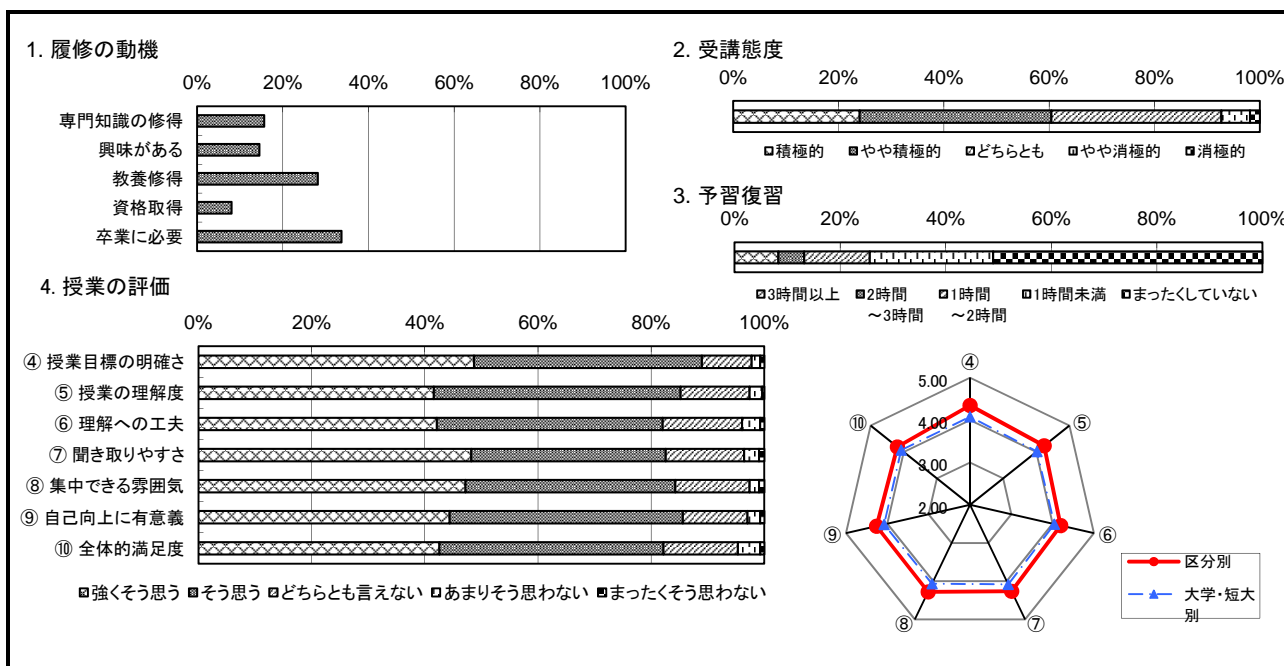 1. 履修の動機
0% 20% 40% 60% 80% 100%
専門知識の修得
興味がある
教養修得
資格取得
卒業に必要
2. 受講態度
0% 20% 40% 60% 80% 100%
積極的 やや積極的 どちらとも やや消極的 消極的
3. 予習復習
0% 20% 40% 60% 80% 100%
3時間以上 2時間 1時間 1時間未満 まったくしていない
～3時間 ～2時間
4. 授業の評価
0% 20% 40% 60% 80% 100%
④ 授業目標の明確さ
⑤ 授業の理解度
⑥ 理解への工夫
⑦ 聞き取りやすさ
⑧ 集中できる雰囲気
⑨ 自己向上に有意義
⑩ 全体的満足度
強くそう思う そう思う どちらとも言えない あまりそう思わない まったくそう思わない
④
5.00
⑩ ⑤
4.00
3.00
2.00
⑨ ⑥
⑧ ⑦
区分別
大学・短大
別